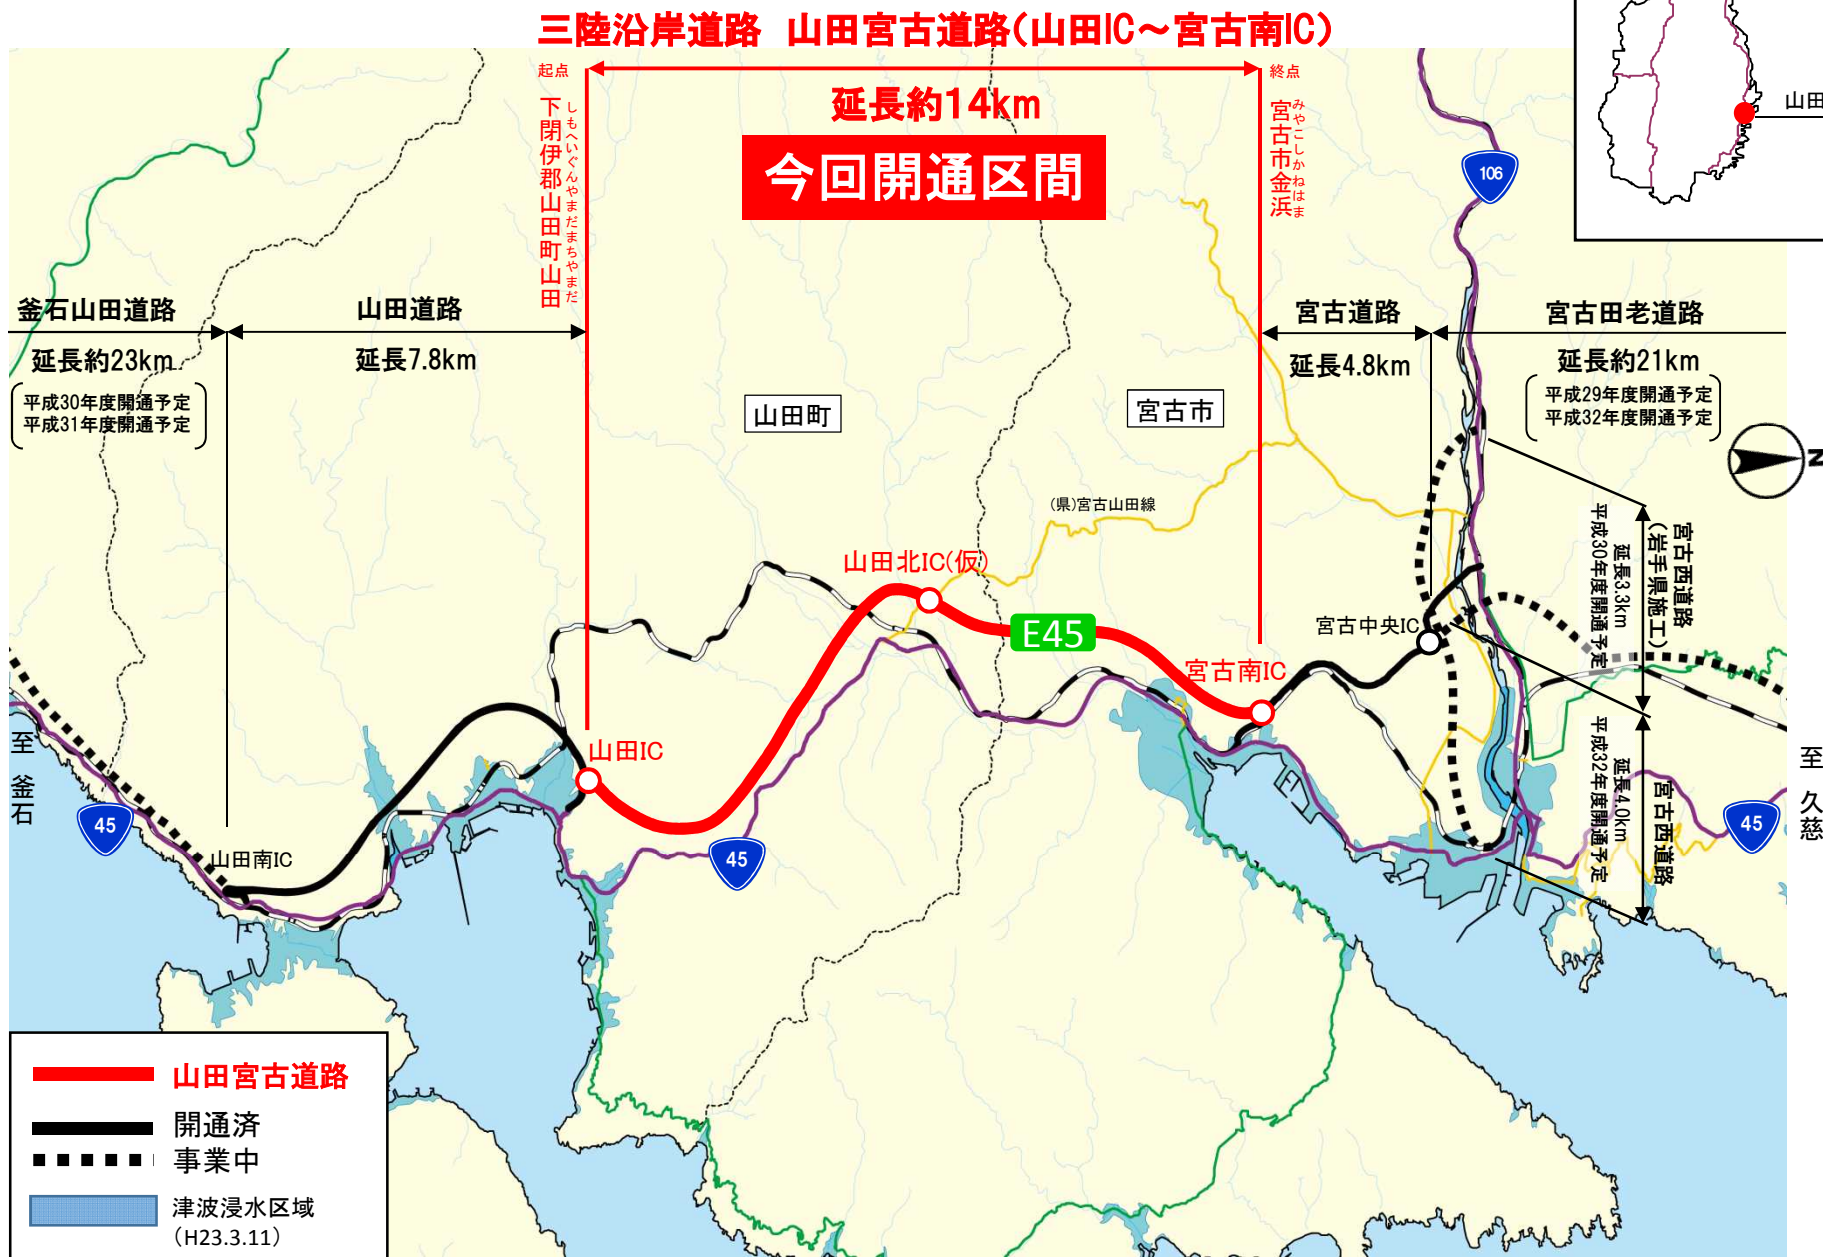 三陸沿岸道路 山田宮古道路(山田IC～宮古南IC)
起点
終点
延長約14km
今回開通区間
下閉伊郡山田町山田
しもへいぐんやまだまちやまだ
宮古市金浜
みやこしかねはま
106
山田
釜石山田道路
延長約23km
平成30年度開通予定
平成31年度開通予定
山田道路
延長7.8km
宮古道路
延長4.8km
宮古田老道路
延長約21km
平成29年度開通予定
平成32年度開通予定
山田町
宮古市
N
(県)宮古山田線
山田北IC(仮)
E45
宮古中央IC
宮古南IC
山田IC
山田南IC
宮古西道路
(岩手県施工)
延長3.3km
平成30年度開通予定
宮古西道路
延長4.0km
平成32年度開通予定
至 釜石
至 久慈
45
45
45
山田宮古道路
開通済
事業中
津波浸水区域
(H23.3.11)